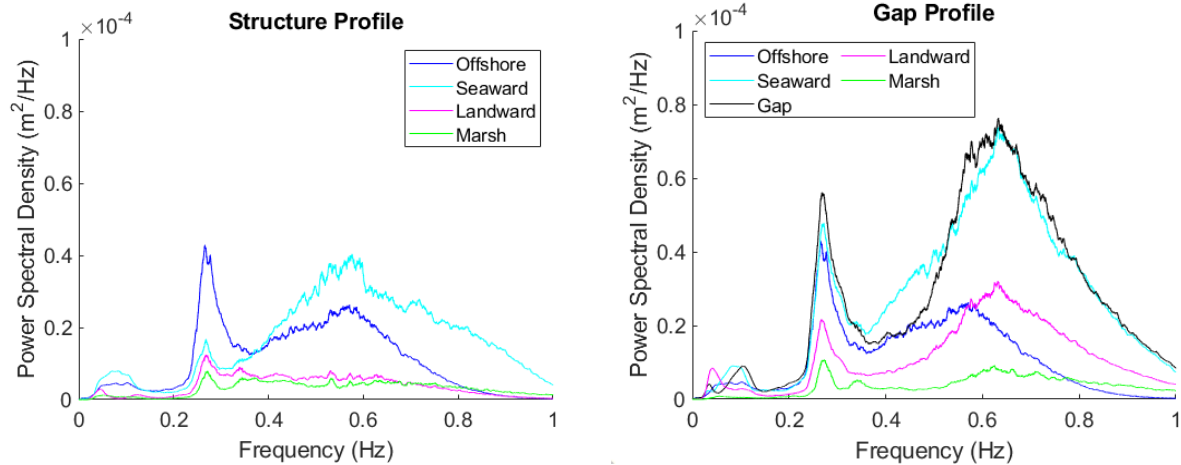 Structure Profile
×10⁻⁴
Power Spectral Density (m²/Hz)
1
0.8
0.6
0.4
0.2
0
0 0.2 0.4 0.6 0.8 1
Frequency (Hz)
Offshore
Seaward
Landward
Marsh
Gap Profile
×10⁻⁴
Power Spectral Density (m²/Hz)
1
0.8
0.6
0.4
0.2
0
0 0.2 0.4 0.6 0.8 1
Frequency (Hz)
Offshore Landward
Seaward Marsh
Gap